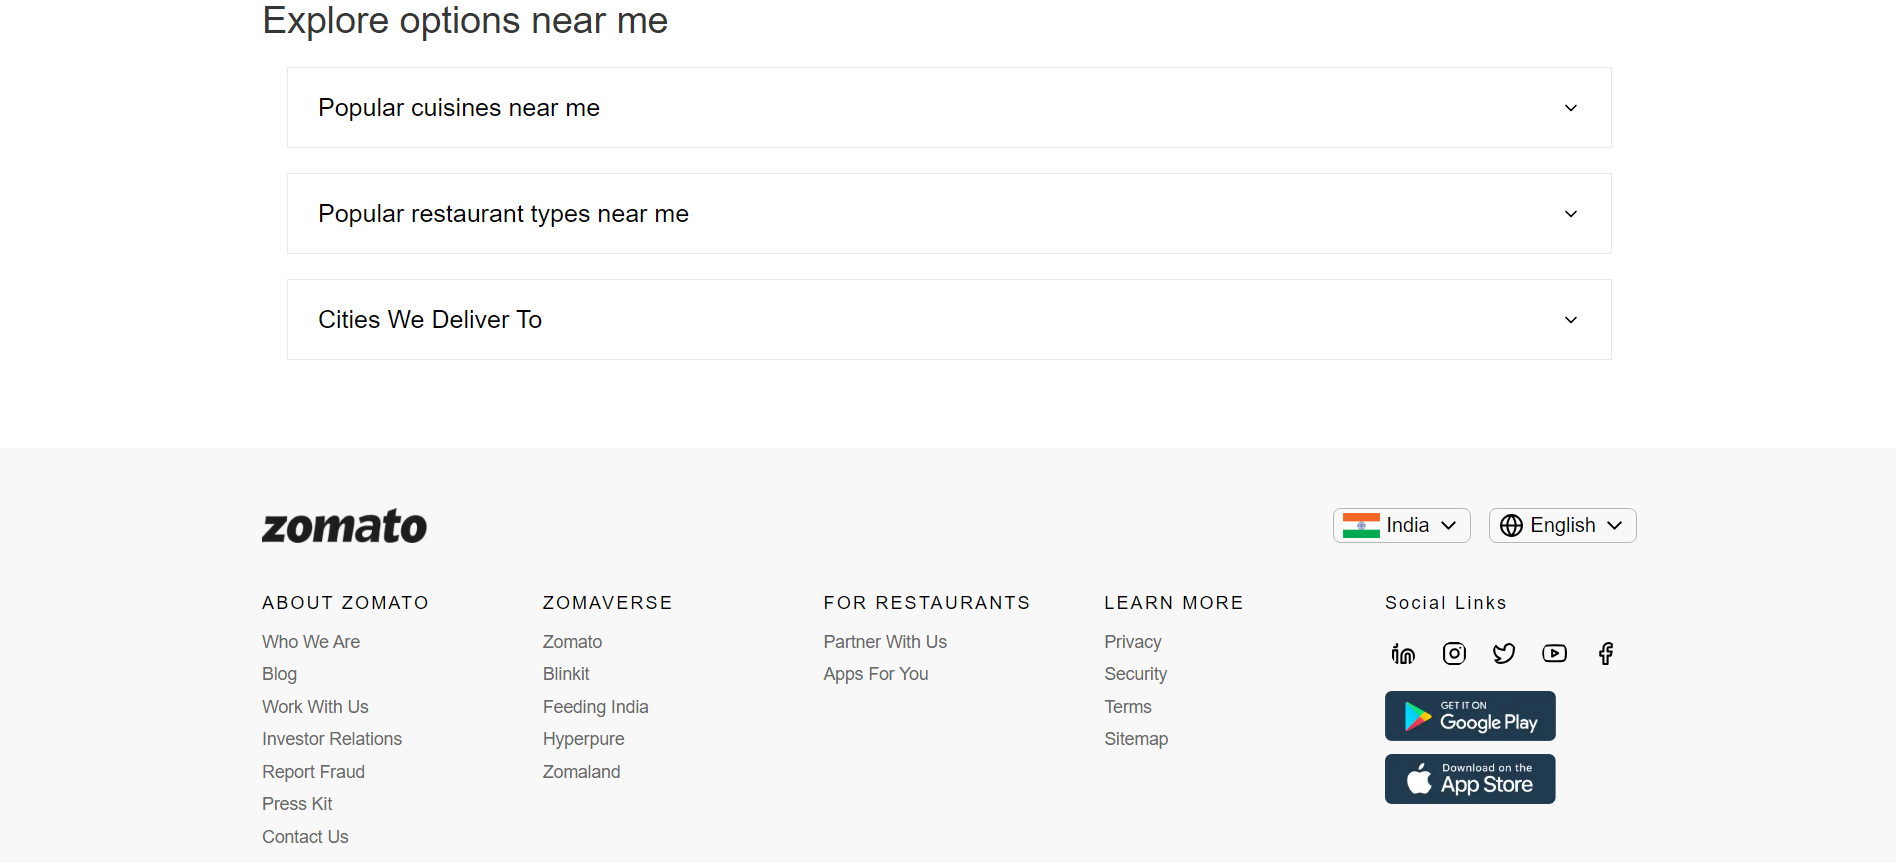 Explore options near me
Popular cuisines near me
Popular restaurant types near me
Cities We Deliver To
zomato
India
English
ABOUT ZOMATO
Who We Are
Blog
Work With Us
Investor Relations
Report Fraud
Press Kit
Contact Us
ZOMAVERSE
Zomato
Blinkit
Feeding India
Hyperpure
Zomaland
FOR RESTAURANTS
Partner With Us
Apps For You
LEARN MORE
Privacy
Security
Terms
Sitemap
Social Links
GET IT ON
Google Play
Download on the
App Store